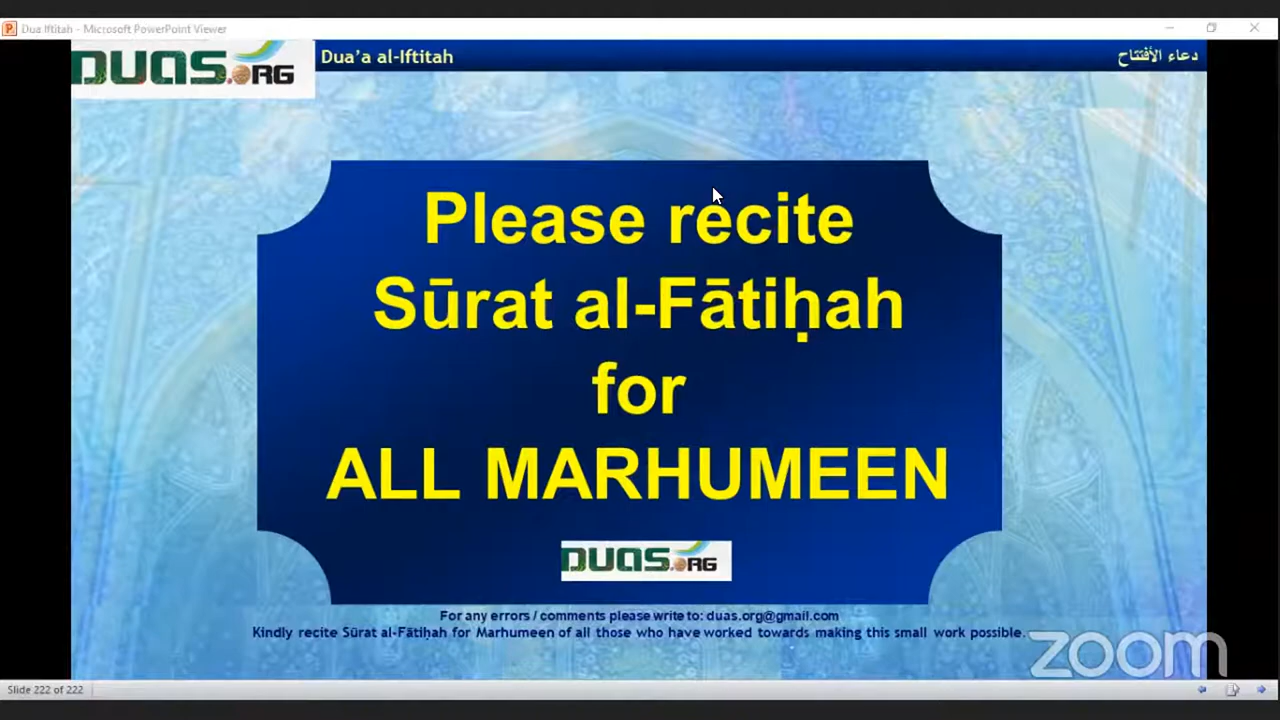 Dua Iftitah - Microsoft PowerPoint Viewer
DUAS.ORG
Dua'a al-Iftitah
دعاء الأفتتاح
Please recite
Sūrat al-Fātiḥah
for
ALL MARHUMEEN
DUAS.ORG
For any errors / comments please write to: duas.org@gmail.com
Kindly recite Sūrat al-Fātiḥah for Marhumeen of all those who have worked towards making this small work possible.
zoom
Slide 222 of 222